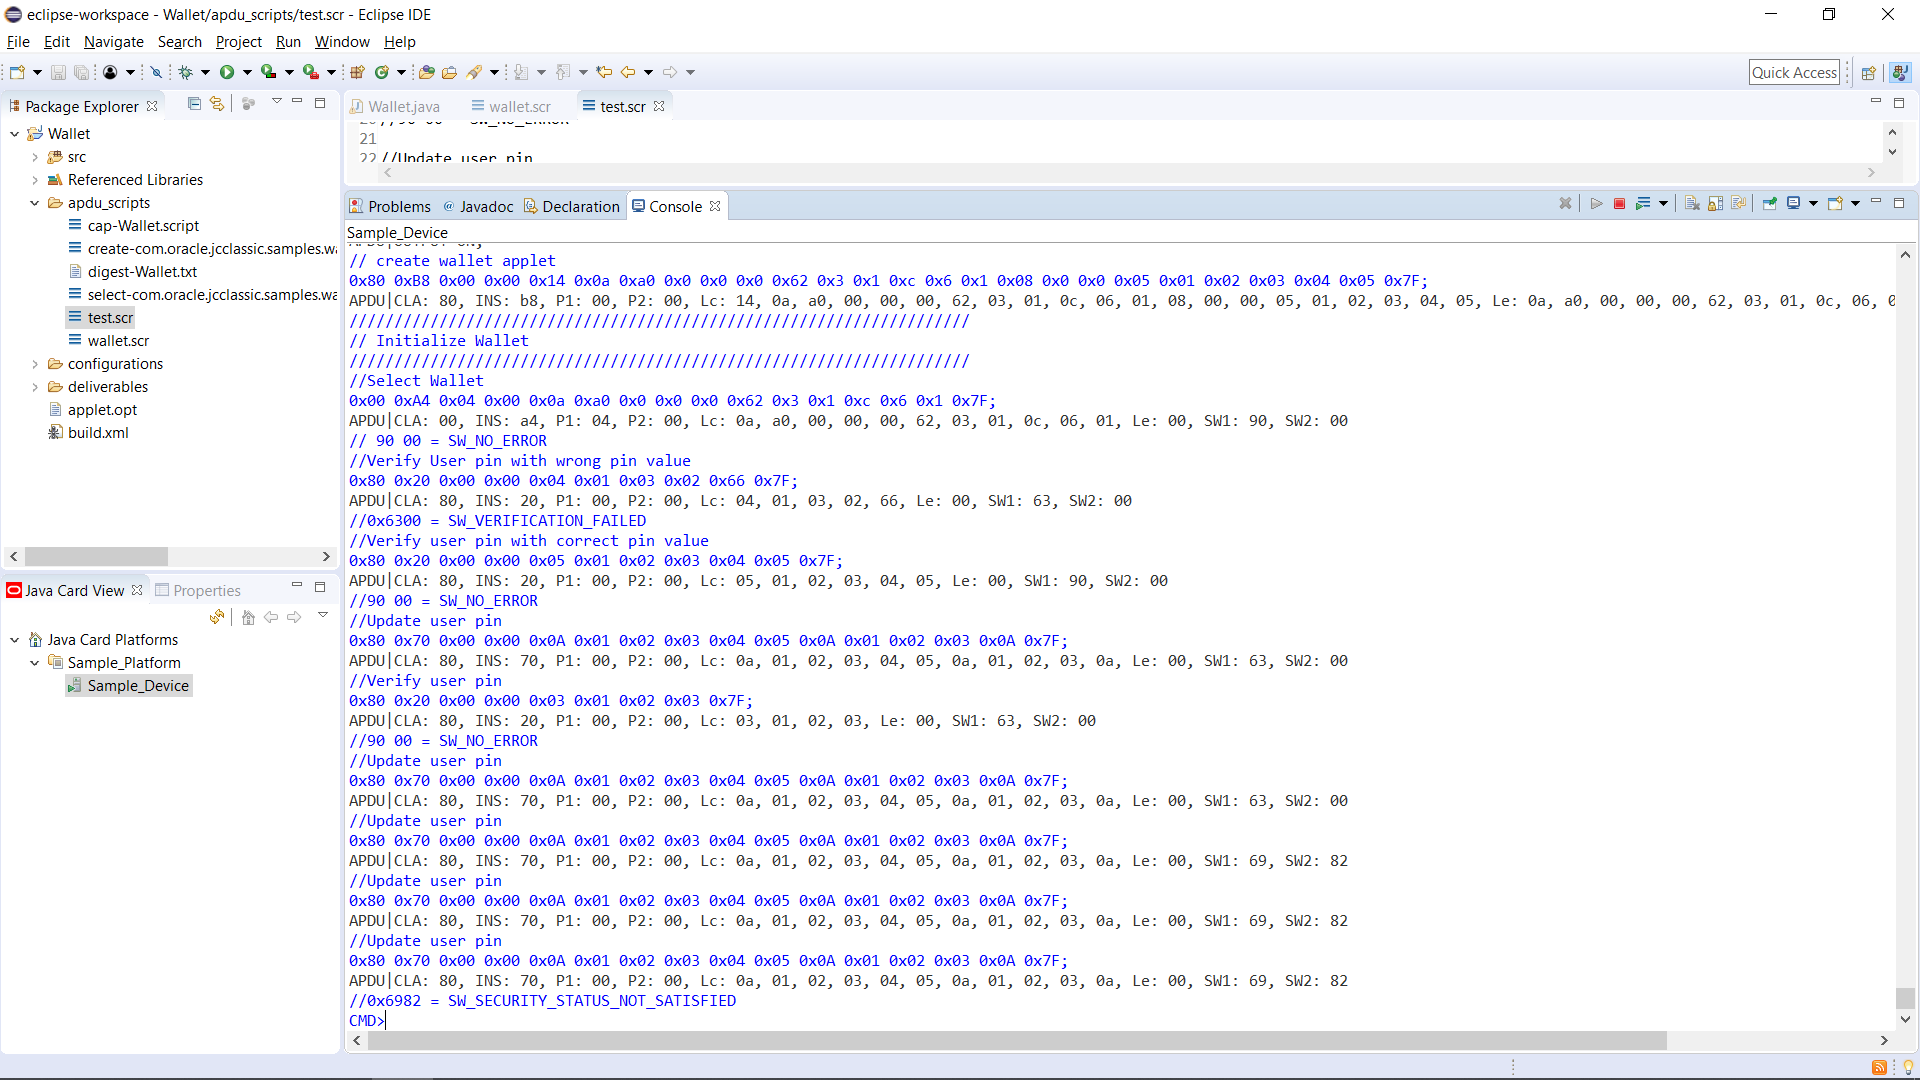 eclipse-workspace - Wallet/apdu_scripts/test.scr - Eclipse IDE
File Edit Navigate Search Project Run Window Help
Quick Access
Package Explorer
Wallet
src
Referenced Libraries
apdu_scripts
cap-Wallet.script
create-com.oracle.jcclassic.samples.wa
digest-Wallet.txt
select-com.oracle.jcclassic.samples.wa
test.scr
wallet.scr
configurations
deliverables
applet.opt
build.xml
Java Card View Properties
Java Card Platforms
Sample_Platform
Sample_Device
Wallet.java wallet.scr test.scr
20 //90 00 = SW_NO_ERROR
21
22 //Update user pin
Problems @ Javadoc Declaration Console
Sample_Device
// create wallet applet
0x80 0xB8 0x00 0x00 0x14 0x0a 0xa0 0x0 0x0 0x0 0x62 0x3 0x1 0xc 0x6 0x1 0x08 0x0 0x0 0x05 0x01 0x02 0x03 0x04 0x05 0x7F;
APDU|CLA: 80, INS: b8, P1: 00, P2: 00, Lc: 14, 0a, a0, 00, 00, 00, 62, 03, 01, 0c, 06, 01, 08, 00, 00, 05, 01, 02, 03, 04, 05, Le: 0a, a0, 00, 00, 00, 62, 03, 01, 0c, 06, 0
/////////////////////////////////////////////////////////////////////
// Initialize Wallet
/////////////////////////////////////////////////////////////////////
//Select Wallet
0x00 0xA4 0x04 0x00 0x0a 0xa0 0x0 0x0 0x0 0x62 0x3 0x1 0xc 0x6 0x1 0x7F;
APDU|CLA: 00, INS: a4, P1: 04, P2: 00, Lc: 0a, a0, 00, 00, 00, 62, 03, 01, 0c, 06, 01, Le: 00, SW1: 90, SW2: 00
// 90 00 = SW_NO_ERROR
//Verify User pin with wrong pin value
0x80 0x20 0x00 0x00 0x04 0x01 0x03 0x02 0x66 0x7F;
APDU|CLA: 80, INS: 20, P1: 00, P2: 00, Lc: 04, 01, 03, 02, 66, Le: 00, SW1: 63, SW2: 00
//0x6300 = SW_VERIFICATION_FAILED
//Verify user pin with correct pin value
0x80 0x20 0x00 0x00 0x05 0x01 0x02 0x03 0x04 0x05 0x7F;
APDU|CLA: 80, INS: 20, P1: 00, P2: 00, Lc: 05, 01, 02, 03, 04, 05, Le: 00, SW1: 90, SW2: 00
//90 00 = SW_NO_ERROR
//Update user pin
0x80 0x70 0x00 0x00 0x0A 0x01 0x02 0x03 0x04 0x05 0x0A 0x01 0x02 0x03 0x0A 0x7F;
APDU|CLA: 80, INS: 70, P1: 00, P2: 00, Lc: 0a, 01, 02, 03, 04, 05, 0a, 01, 02, 03, 0a, Le: 00, SW1: 63, SW2: 00
//Verify user pin
0x80 0x20 0x00 0x00 0x03 0x01 0x02 0x03 0x7F;
APDU|CLA: 80, INS: 20, P1: 00, P2: 00, Lc: 03, 01, 02, 03, Le: 00, SW1: 63, SW2: 00
//90 00 = SW_NO_ERROR
//Update user pin
0x80 0x70 0x00 0x00 0x0A 0x01 0x02 0x03 0x04 0x05 0x0A 0x01 0x02 0x03 0x0A 0x7F;
APDU|CLA: 80, INS: 70, P1: 00, P2: 00, Lc: 0a, 01, 02, 03, 04, 05, 0a, 01, 02, 03, 0a, Le: 00, SW1: 63, SW2: 00
//Update user pin
0x80 0x70 0x00 0x00 0x0A 0x01 0x02 0x03 0x04 0x05 0x0A 0x01 0x02 0x03 0x0A 0x7F;
APDU|CLA: 80, INS: 70, P1: 00, P2: 00, Lc: 0a, 01, 02, 03, 04, 05, 0a, 01, 02, 03, 0a, Le: 00, SW1: 69, SW2: 82
//Update user pin
0x80 0x70 0x00 0x00 0x0A 0x01 0x02 0x03 0x04 0x05 0x0A 0x01 0x02 0x03 0x0A 0x7F;
APDU|CLA: 80, INS: 70, P1: 00, P2: 00, Lc: 0a, 01, 02, 03, 04, 05, 0a, 01, 02, 03, 0a, Le: 00, SW1: 69, SW2: 82
//Update user pin
0x80 0x70 0x00 0x00 0x0A 0x01 0x02 0x03 0x04 0x05 0x0A 0x01 0x02 0x03 0x0A 0x7F;
APDU|CLA: 80, INS: 70, P1: 00, P2: 00, Lc: 0a, 01, 02, 03, 04, 05, 0a, 01, 02, 03, 0a, Le: 00, SW1: 69, SW2: 82
//0x6982 = SW_SECURITY_STATUS_NOT_SATISFIED
CMD>